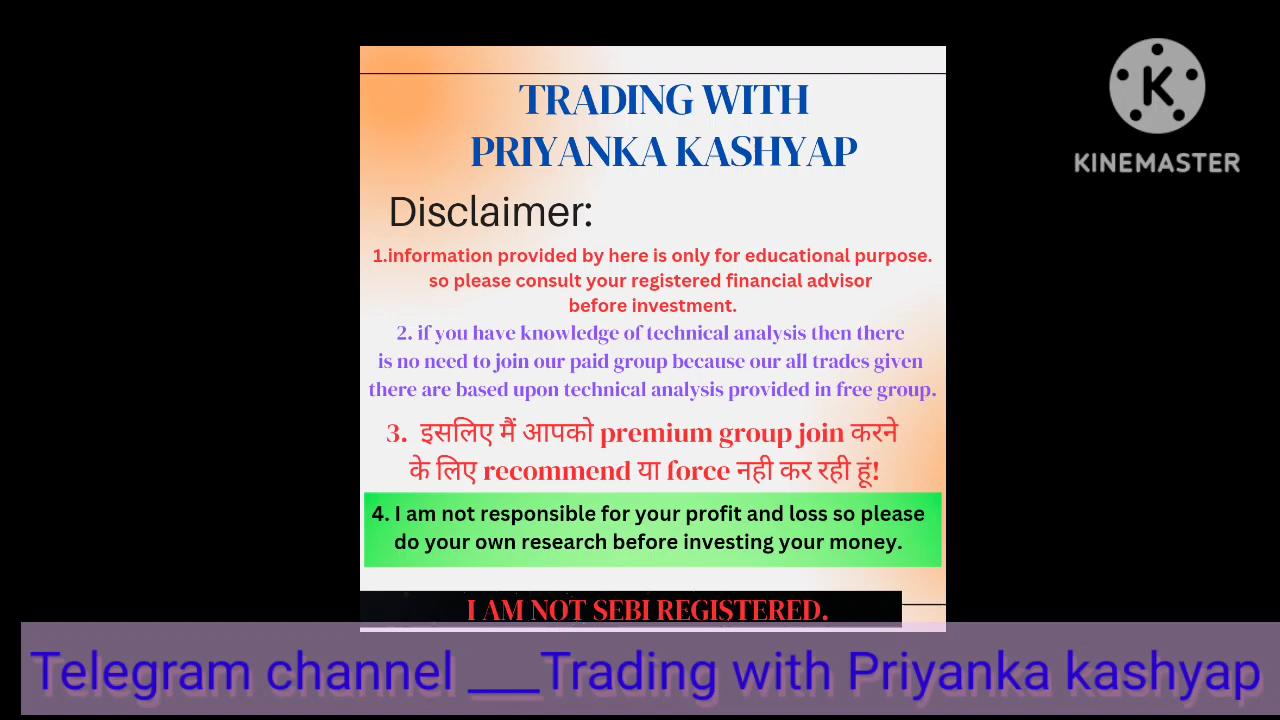 K
KINEMASTER
TRADING WITH
PRIYANKA KASHYAP
Disclaimer:
1.information provided by here is only for educational purpose.
so please consult your registered financial advisor
before investment.
2. if you have knowledge of technical analysis then there
is no need to join our paid group because our all trades given
there are based upon technical analysis provided in free group.
3. इसलिए मैं आपको premium group join करने
के लिए recommend या force नही कर रही हूं!
4. I am not responsible for your profit and loss so please
do your own research before investing your money.
I AM NOT SEBI REGISTERED.
Telegram channel ___Trading with Priyanka kashyap